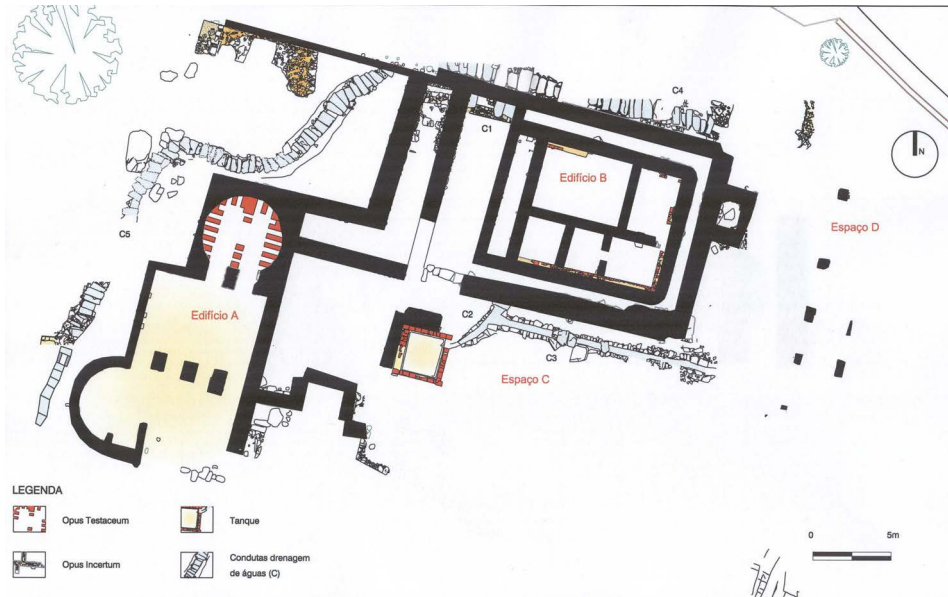 C4
C1
N
Edifício B
Espaço D
C5
Edifício A
C2
C3
Espaço C
LEGENDA
Opus Testaceum
Tanque
Opus Incertum
Condutas drenagem
de águas (C)
0 5m